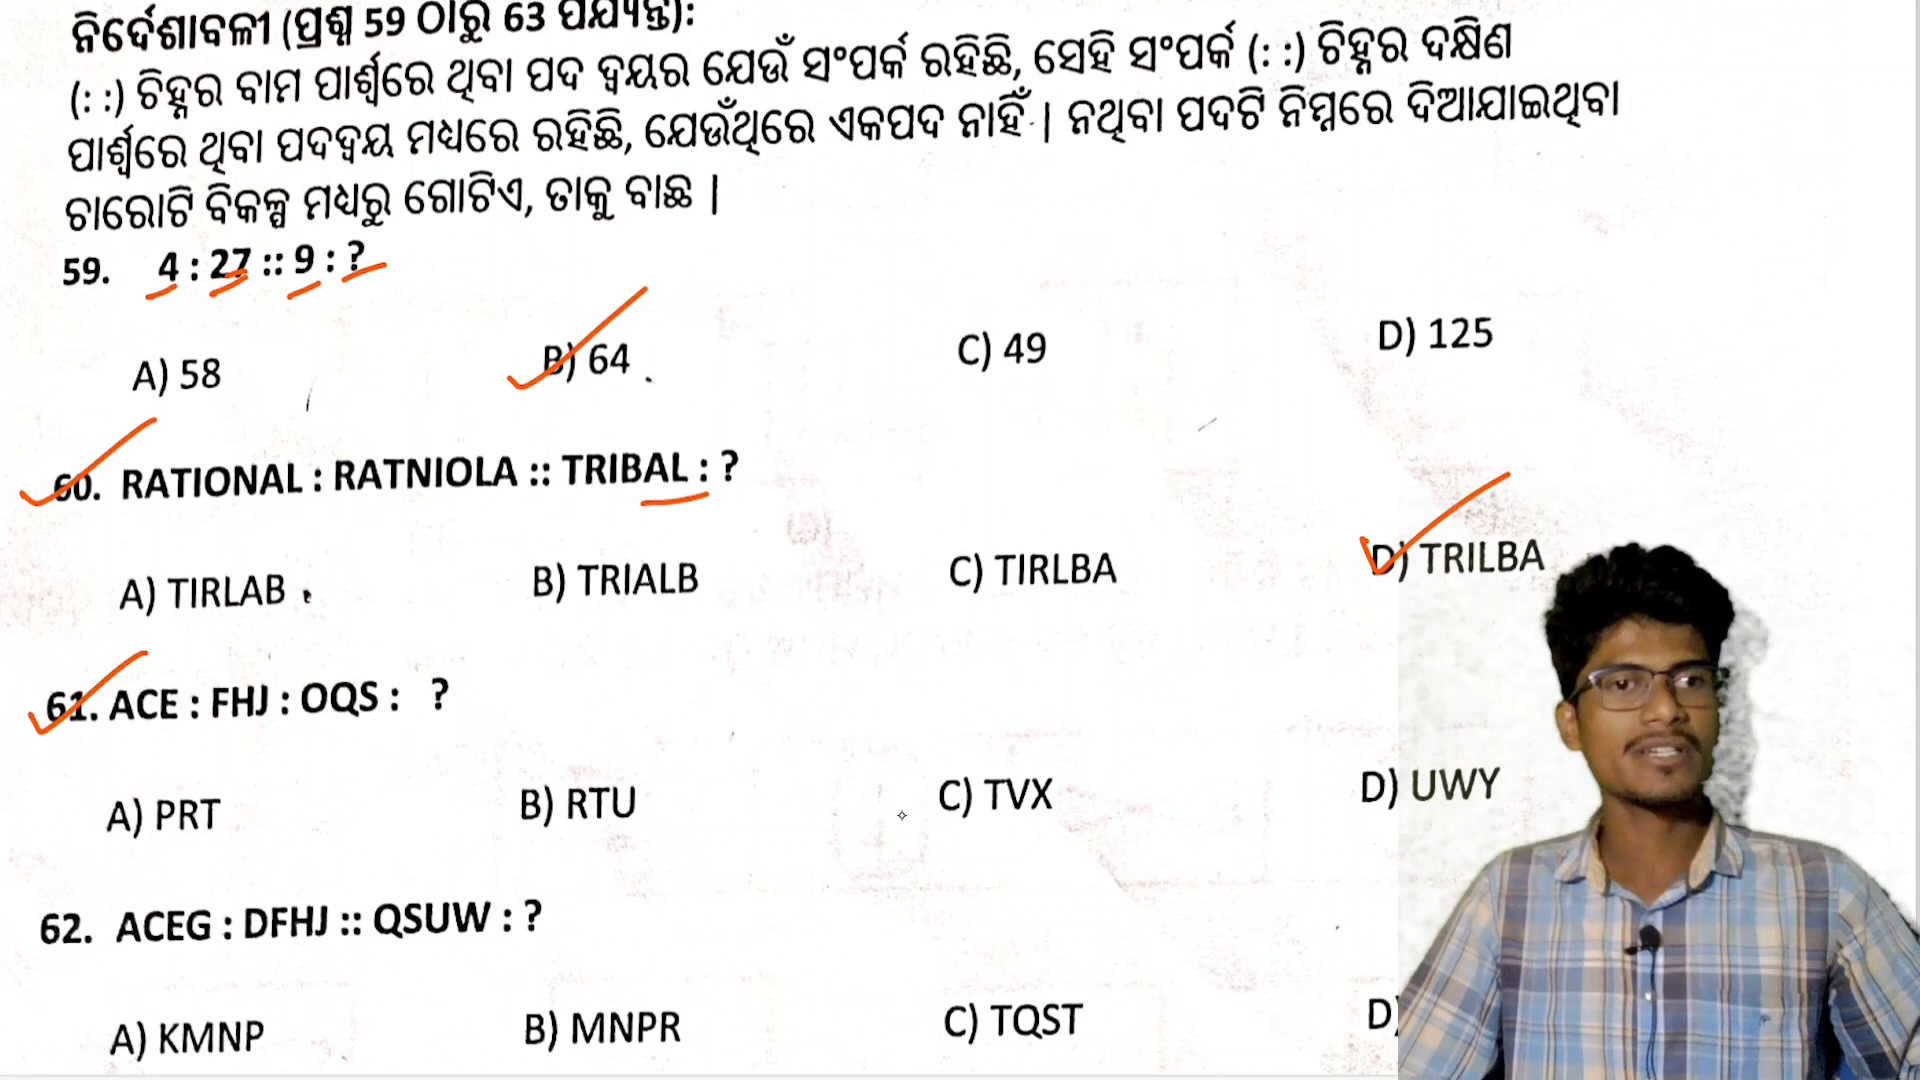 ନିର୍ଦେଶାବଳୀ (ପ୍ରଶ୍ନ 59 ଠାରୁ 63 ପର୍ଯ୍ୟନ୍ତ):
(: :) ଚିହ୍ନର ବାମ ପାର୍ଶ୍ୱରେ ଥିବା ପଦ ଦ୍ୱୟର ଯେଉଁ ସଂପର୍କ ରହିଛି, ସେହି ସଂପର୍କ (: :) ଚିହ୍ନର ଦକ୍ଷିଣ
ପାର୍ଶ୍ୱରେ ଥିବା ପଦଦ୍ୱୟ ମଧ୍ୟରେ ରହିଛି, ଯେଉଁଥିରେ ଏକପଦ ନାହିଁ | ନଥିବା ପଦଟି ନିମ୍ନରେ ଦିଆଯାଇଥିବା
ଚାରୋଟି ବିକଳ୍ପ ମଧ୍ୟରୁ ଗୋଟିଏ, ତାକୁ ବାଛ |
59. 4 : 27 :: 9 : ?
A) 58 B) 64 C) 49 D) 125
60. RATIONAL : RATNIOLA :: TRIBAL : ?
A) TIRLAB B) TRIALB C) TIRLBA D) TRILBA
61. ACE : FHJ : OQS : ?
A) PRT B) RTU C) TVX D) UWY
62. ACEG : DFHJ :: QSUW : ?
A) KMNP B) MNPR C) TQST D)